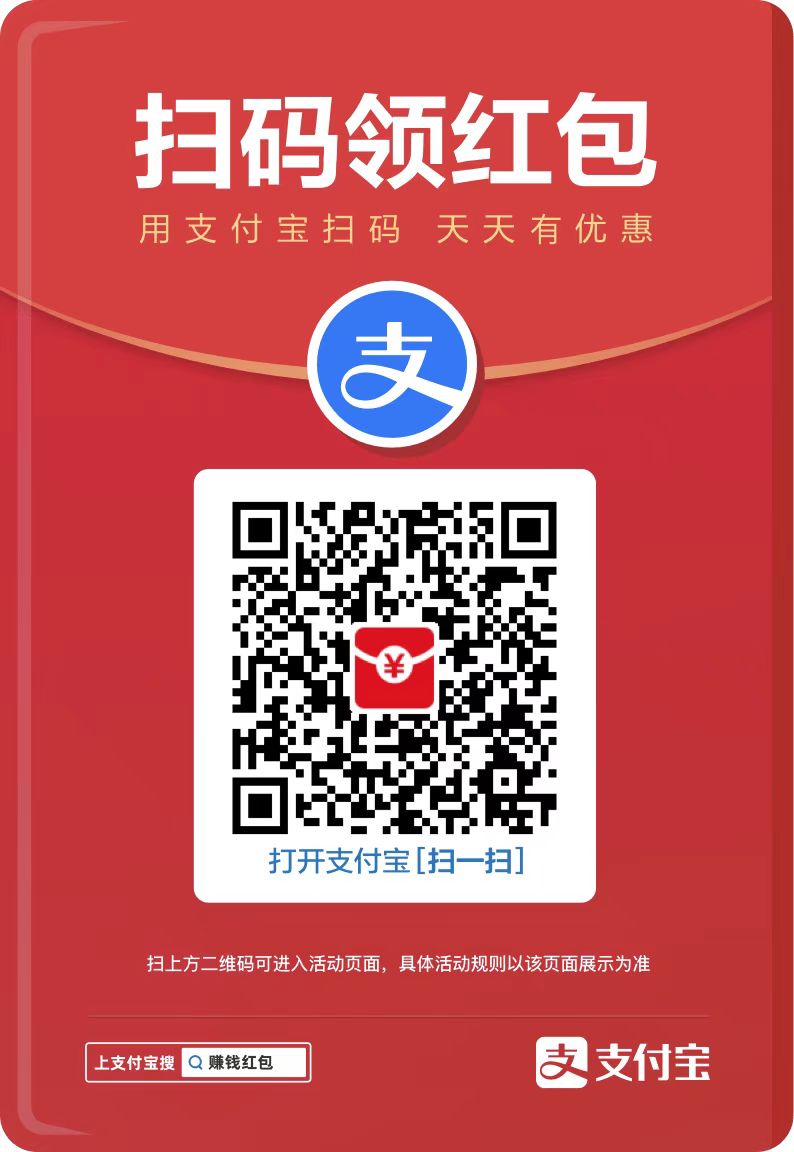 扫码领红包
用支付宝扫码 天天有优惠
支
¥
打开支付宝[扫一扫]
扫上方二维码可进入活动页面，具体活动规则以该页面展示为准
上支付宝搜 赚钱红包
支 支付宝